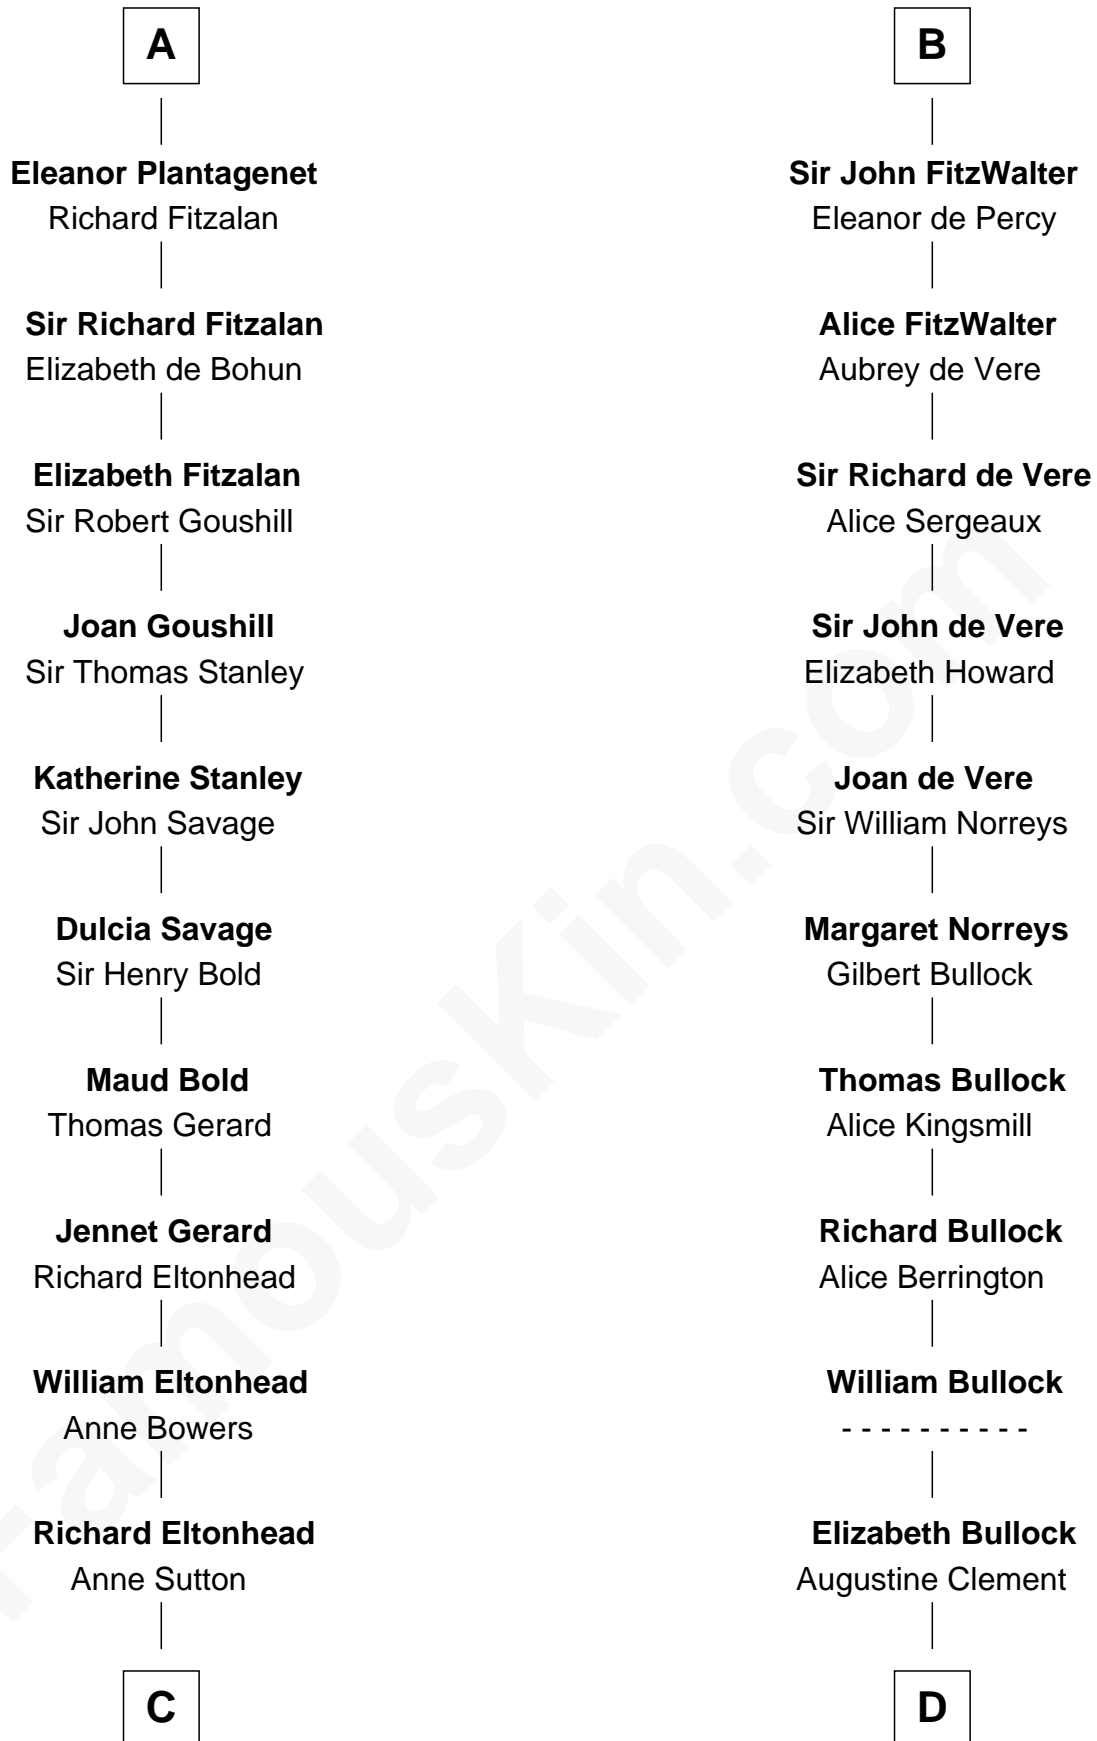 A
Eleanor Plantagenet
Richard Fitzalan
Sir Richard Fitzalan
Elizabeth de Bohun
Elizabeth Fitzalan
Sir Robert Goushill
Joan Goushill
Sir Thomas Stanley
Katherine Stanley
Sir John Savage
Dulcia Savage
Sir Henry Bold
Maud Bold
Thomas Gerard
Jennet Gerard
Richard Eltonhead
William Eltonhead
Anne Bowers
Richard Eltonhead
Anne Sutton
C
B
Sir John FitzWalter
Eleanor de Percy
Alice FitzWalter
Aubrey de Vere
Sir Richard de Vere
Alice Sergeaux
Sir John de Vere
Elizabeth Howard
Joan de Vere
Sir William Norreys
Margaret Norreys
Gilbert Bullock
Thomas Bullock
Alice Kingsmill
Richard Bullock
Alice Berrington
William Bullock
- - - - - - - - - -
Elizabeth Bullock
Augustine Clement
D
FamousKin.com